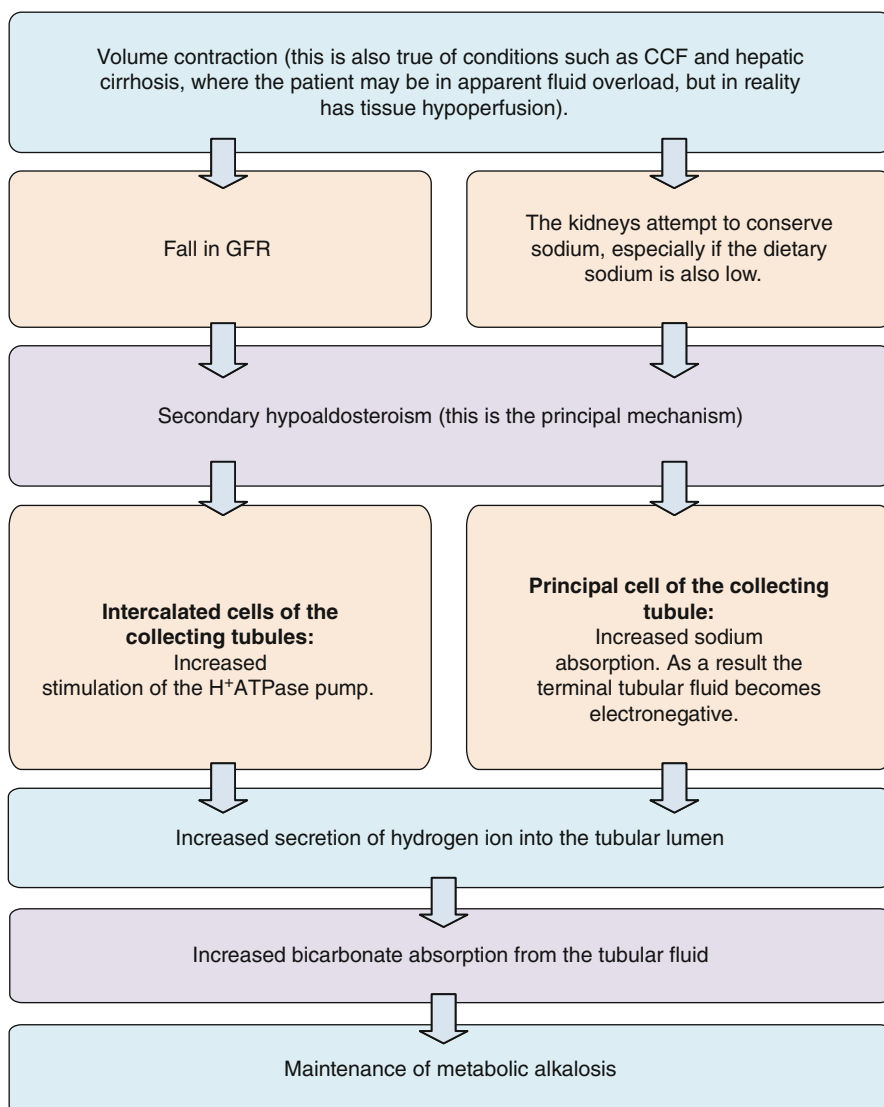 Volume contraction (this is also true of conditions such as CCF and hepatic
cirrhosis, where the patient may be in apparent fluid overload, but in reality
has tissue hypoperfusion).
Fall in GFR
The kidneys attempt to conserve
sodium, especially if the dietary
sodium is also low.
Secondary hypoaldosteroism (this is the principal mechanism)
Intercalated cells of the
collecting tubules:
Increased
stimulation of the H⁺ATPase pump.
Principal cell of the collecting
tubule:
Increased sodium
absorption. As a result the
terminal tubular fluid becomes
electronegative.
Increased secretion of hydrogen ion into the tubular lumen
Increased bicarbonate absorption from the tubular fluid
Maintenance of metabolic alkalosis